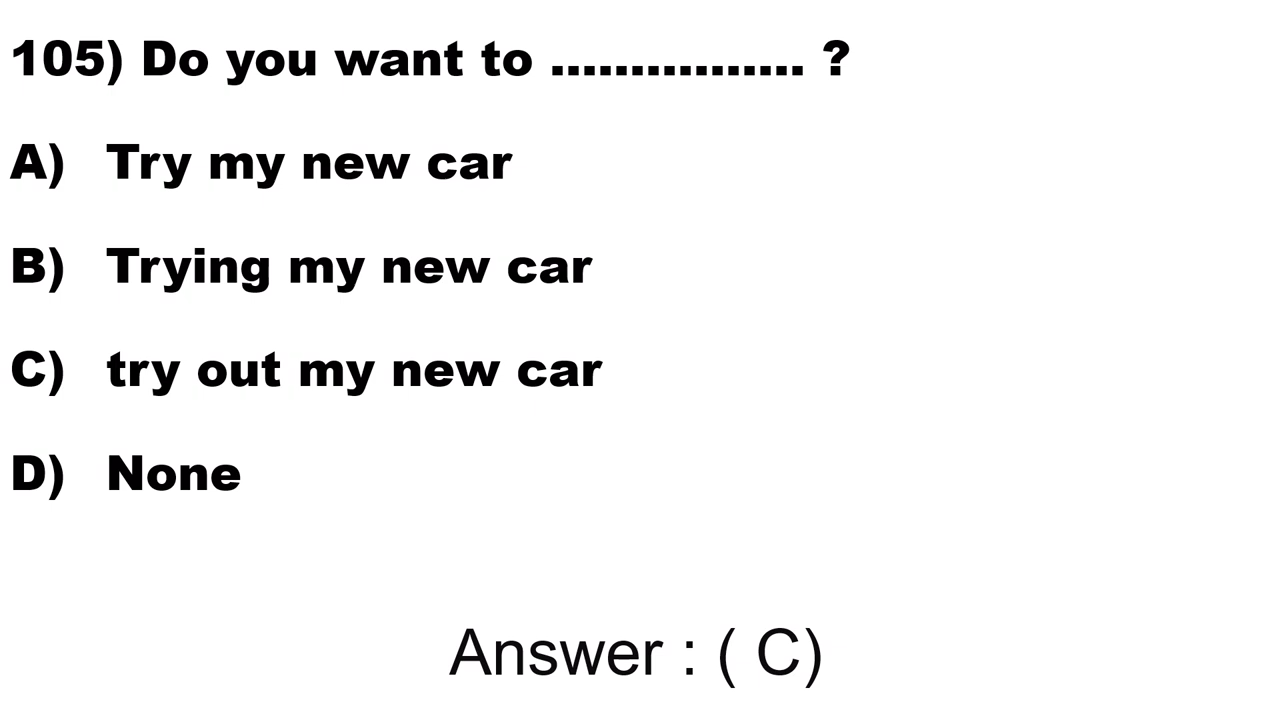 105) Do you want to ................ ?
A) Try my new car
B) Trying my new car
C) try out my new car
D) None
Answer : ( C)